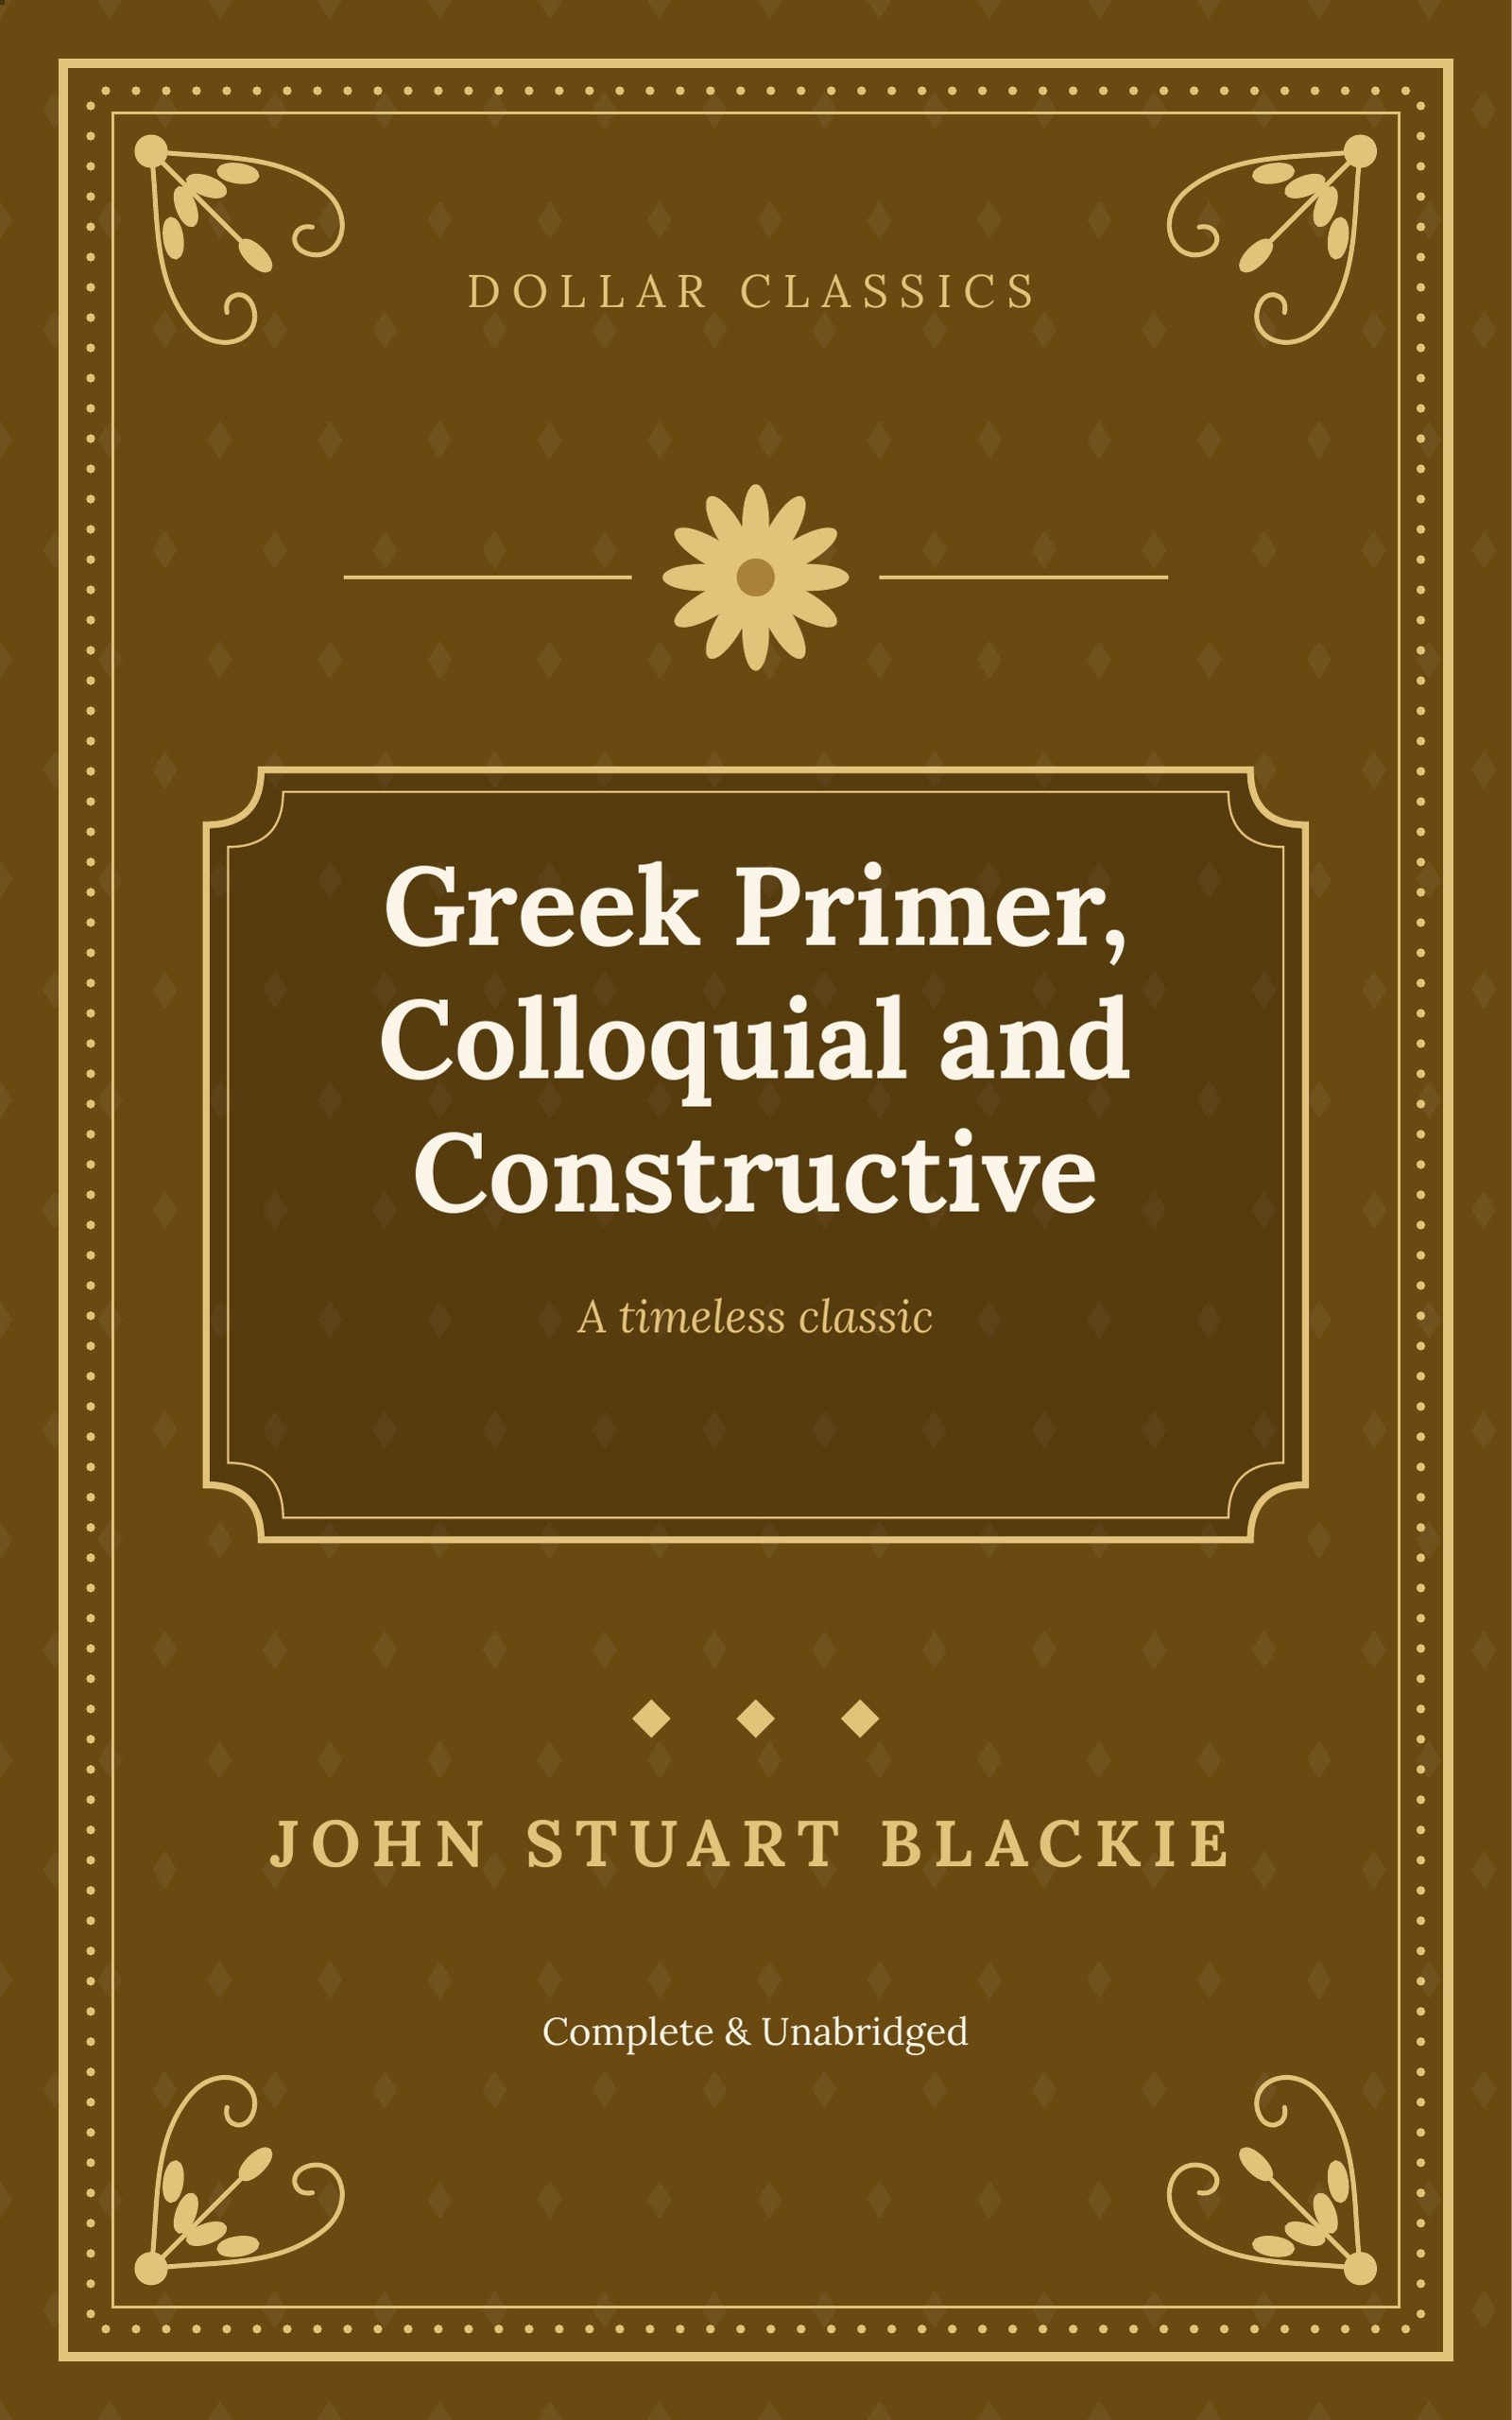 DOLLAR CLASSICS
Greek Primer,
Colloquial and
Constructive
A timeless classic
JOHN STUART BLACKIE
Complete & Unabridged